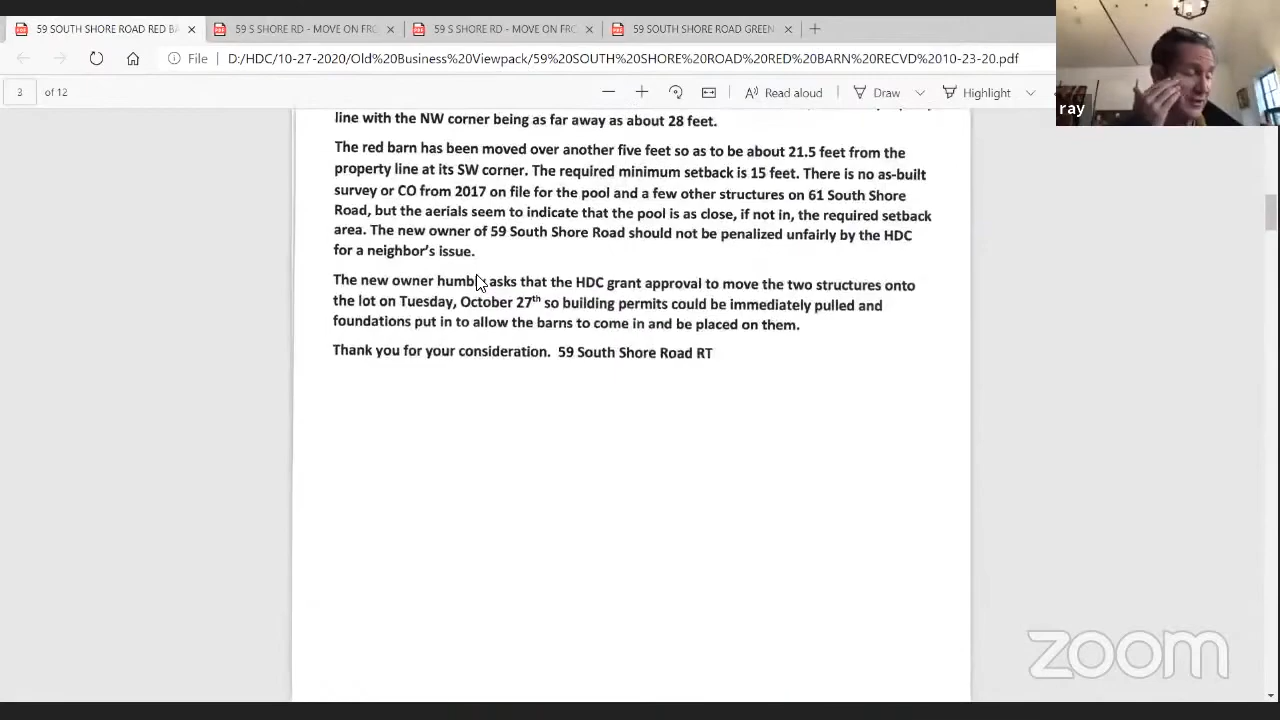 59 SOUTH SHORE ROAD RED BA
59 S SHORE RD - MOVE ON FRO
59 S SHORE RD - MOVE ON FRO
59 SOUTH SHORE ROAD GREEN
File
D:/HDC/10-27-2020/Old%20Business%20Viewpack/59%20SOUTH%20SHORE%20ROAD%20RED%20BARN%20RECVD%2010-23-20.pdf
3 of 12
Read aloud
Draw
Highlight
ray
line with the NW corner being as far away as about 28 feet.
The red barn has been moved over another five feet so as to be about 21.5 feet from the
property line at its SW corner. The required minimum setback is 15 feet. There is no as-built
survey or CO from 2017 on file for the pool and a few other structures on 61 South Shore
Road, but the aerials seem to indicate that the pool is as close, if not in, the required setback
area. The new owner of 59 South Shore Road should not be penalized unfairly by the HDC
for a neighbor's issue.
The new owner humbly asks that the HDC grant approval to move the two structures onto
the lot on Tuesday, October 27th so building permits could be immediately pulled and
foundations put in to allow the barns to come in and be placed on them.
Thank you for your consideration. 59 South Shore Road RT
zoom